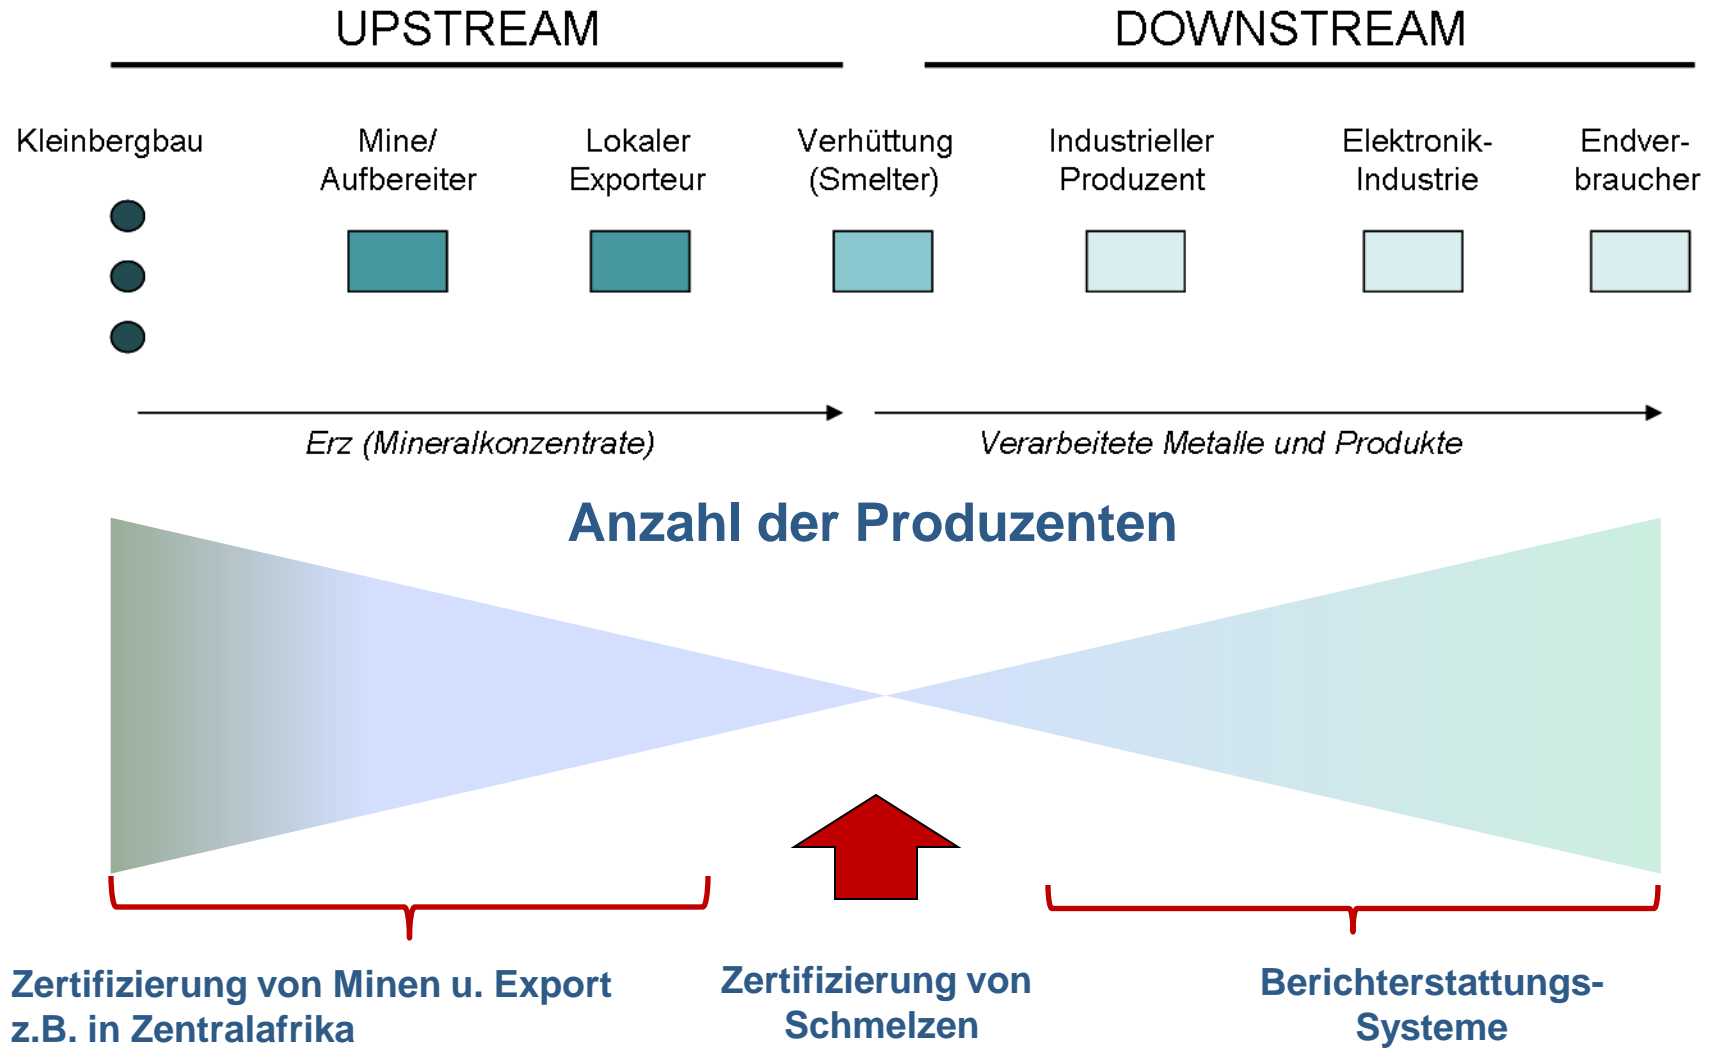 UPSTREAM
DOWNSTREAM
Kleinbergbau
Mine/
Aufbereiter
Lokaler
Exporteur
Verhüttung
(Smelter)
Industrieller
Produzent
Elektronik-
Industrie
Endver-
braucher
Erz (Mineralkonzentrate)
Verarbeitete Metalle und Produkte
Anzahl der Produzenten
Zertifizierung von Minen u. Export
z.B. in Zentralafrika
Zertifizierung von
Schmelzen
Berichterstattungs-
Systeme